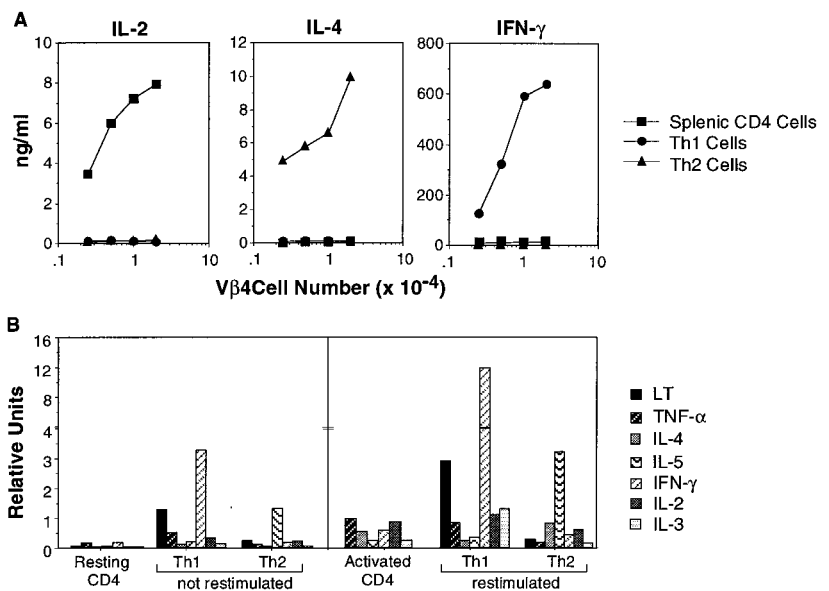 A
IL-2
IL-4
IFN-γ
10
8
6
4
2
0
ng/ml
12
10
8
6
4
2
0
800
600
400
200
0
Splenic CD4 Cells
Th1 Cells
Th2 Cells
.1 1 10
.1 1 10
.1 1 10
Vβ4Cell Number (x 10⁻⁴)
B
16
12
8
4
3
2
1
0
Relative Units
LT
TNF-α
IL-4
IL-5
IFN-γ
IL-2
IL-3
Resting CD4
Th1
Th2
not restimulated
Activated CD4
Th1
Th2
restimulated